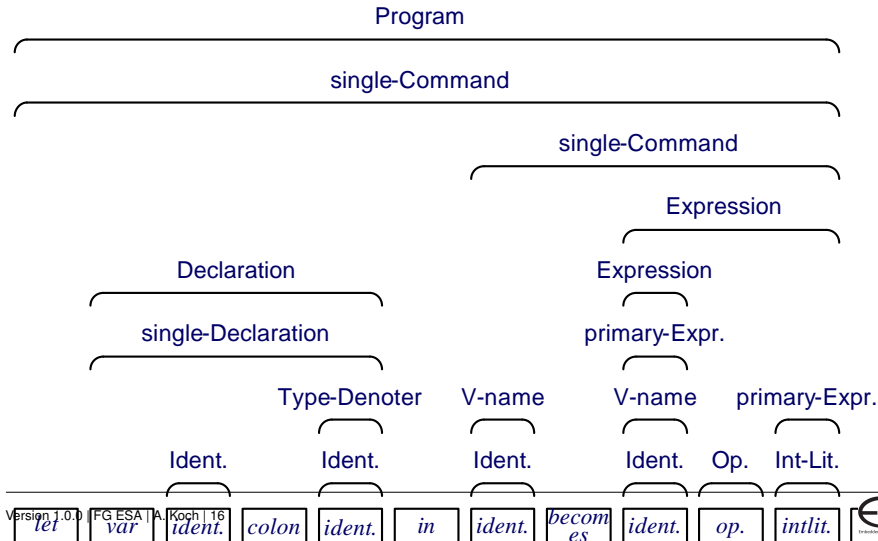 Program
single-Command
single-Command
Expression
Declaration Expression
single-Declaration primary-Expr.
Type-Denoter V-name V-name primary-Expr.
Ident. Ident. Ident. Ident. Op. Int-Lit.
Version 1.0.0 | FG ESA | A. Koch | 16
let var ident. colon ident. in ident. becom ident. op. intlit.
es